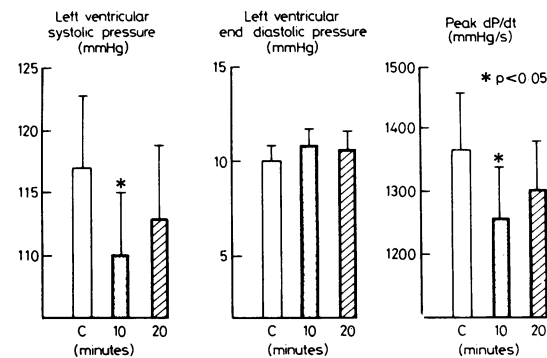 Left ventricular
systolic pressure
(mmHg)
125
120
115
110
*
C 10 20
(minutes)
Left ventricular
end diastolic pressure
(mmHg)
15
10
5
C 10 20
(minutes)
Peak dP/dt
(mmHg/s)
* p<0.05
1500
1400
1300
1200
*
C 10 20
(minutes)